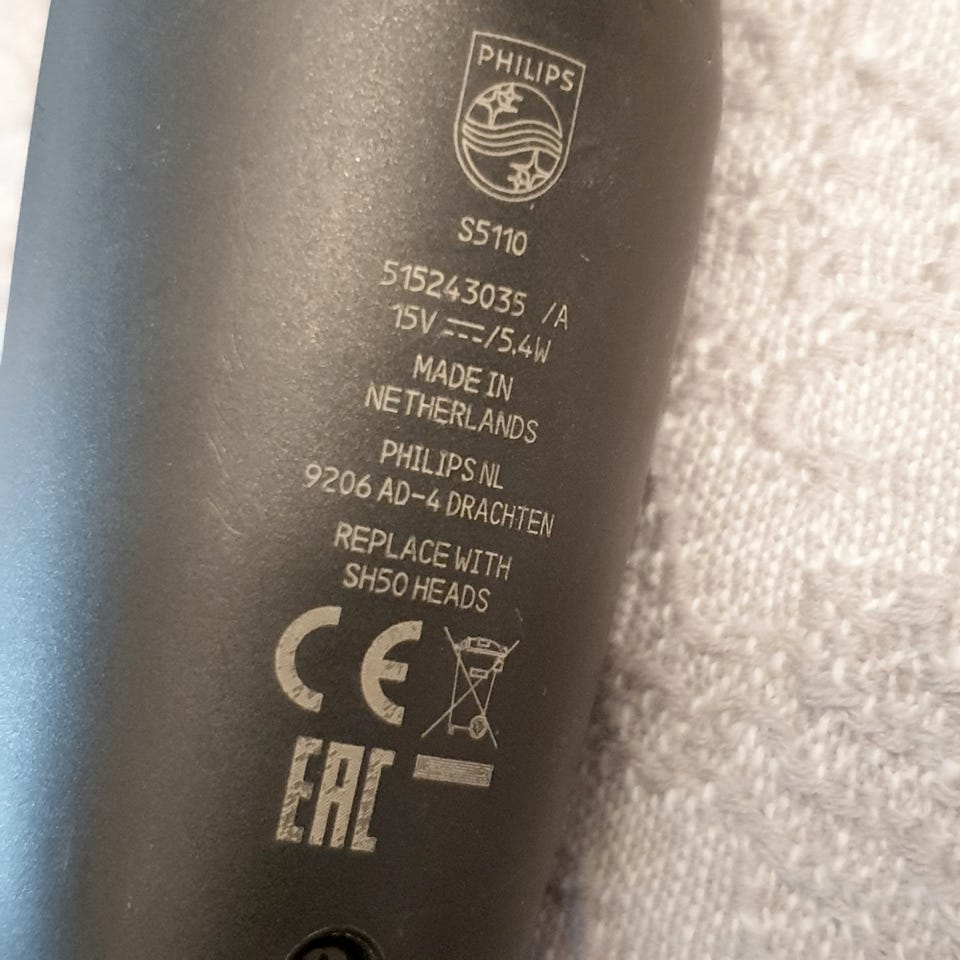 PHILIPS
S5110
515243035 /A
15V ⎓/5.4W
MADE IN
NETHERLANDS
PHILIPS NL
9206 AD-4 DRACHTEN
REPLACE WITH
SH50 HEADS
CE
EAC